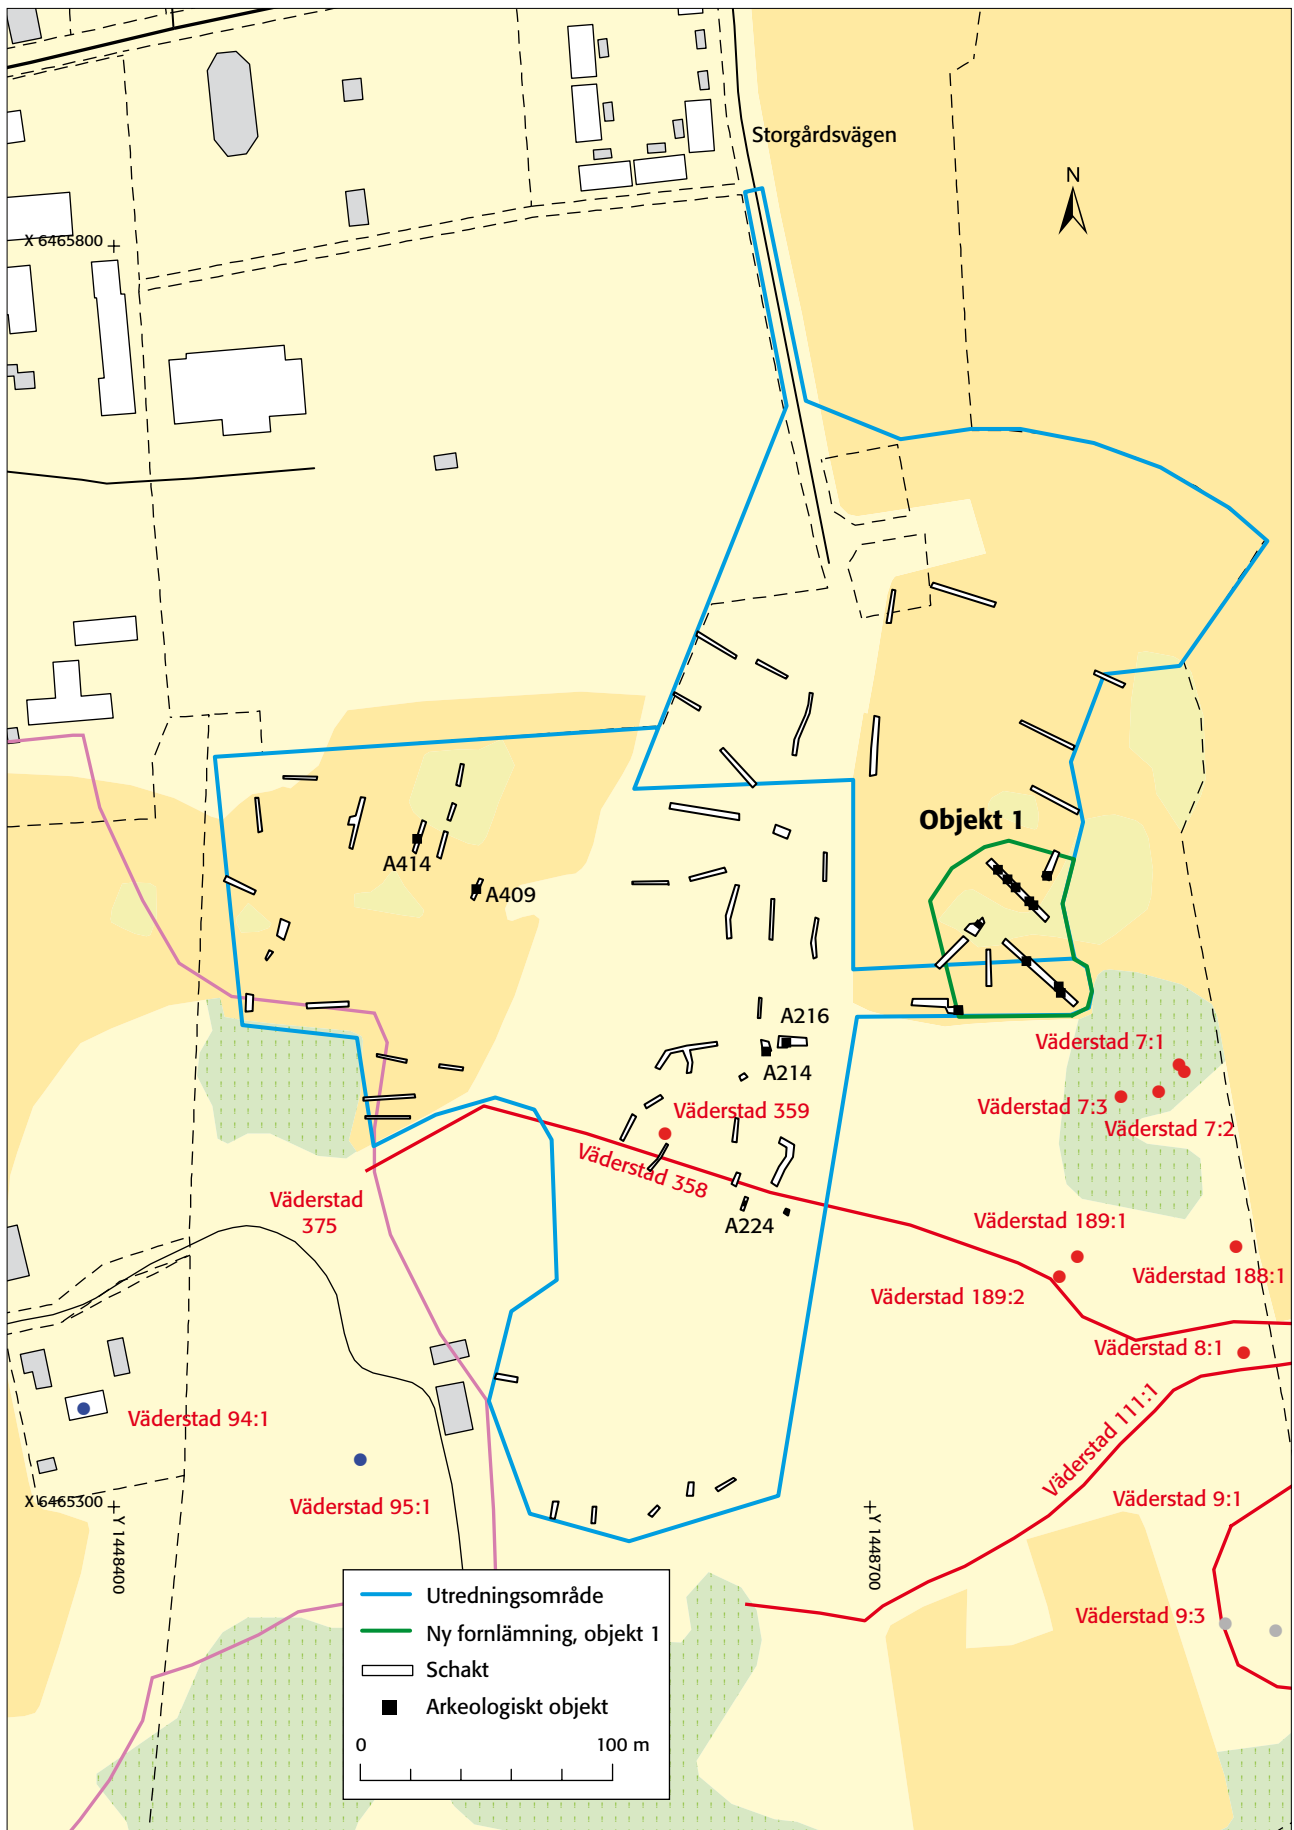 Storgårdsvägen
N
X 6465800
Objekt 1
A414
A409
A216
A214
Väderstad 7:1
Väderstad 7:3
Väderstad 7:2
Väderstad 359
Väderstad 358
Väderstad
375
A224
Väderstad 189:1
Väderstad 188:1
Väderstad 189:2
Väderstad 8:1
Väderstad 111:1
Väderstad 94:1
Väderstad 95:1
Väderstad 9:1
X 6465300
Y 1448400
Y 1448700
Väderstad 9:3
Utredningsområde
Ny fornlämning, objekt 1
Schakt
Arkeologiskt objekt
0 100 m